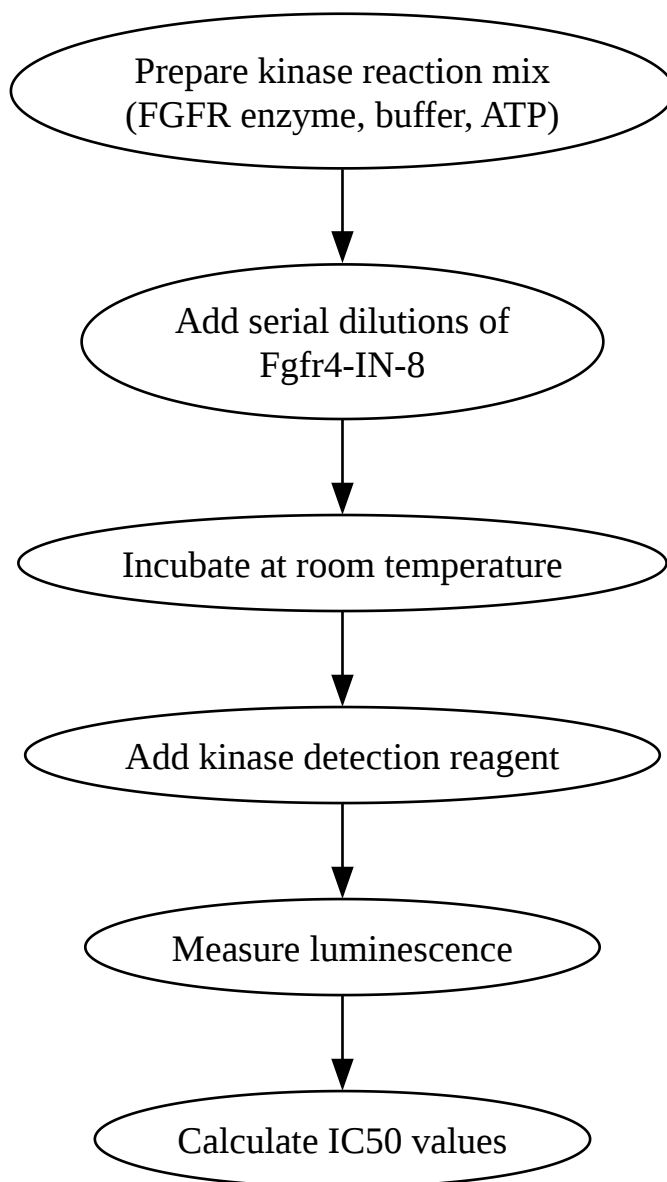 Prepare kinase reaction mix
(FGFR enzyme, buffer, ATP)
Add serial dilutions of
Fgfr4-IN-8
Incubate at room temperature
Add kinase detection reagent
Measure luminescence
Calculate IC50 values